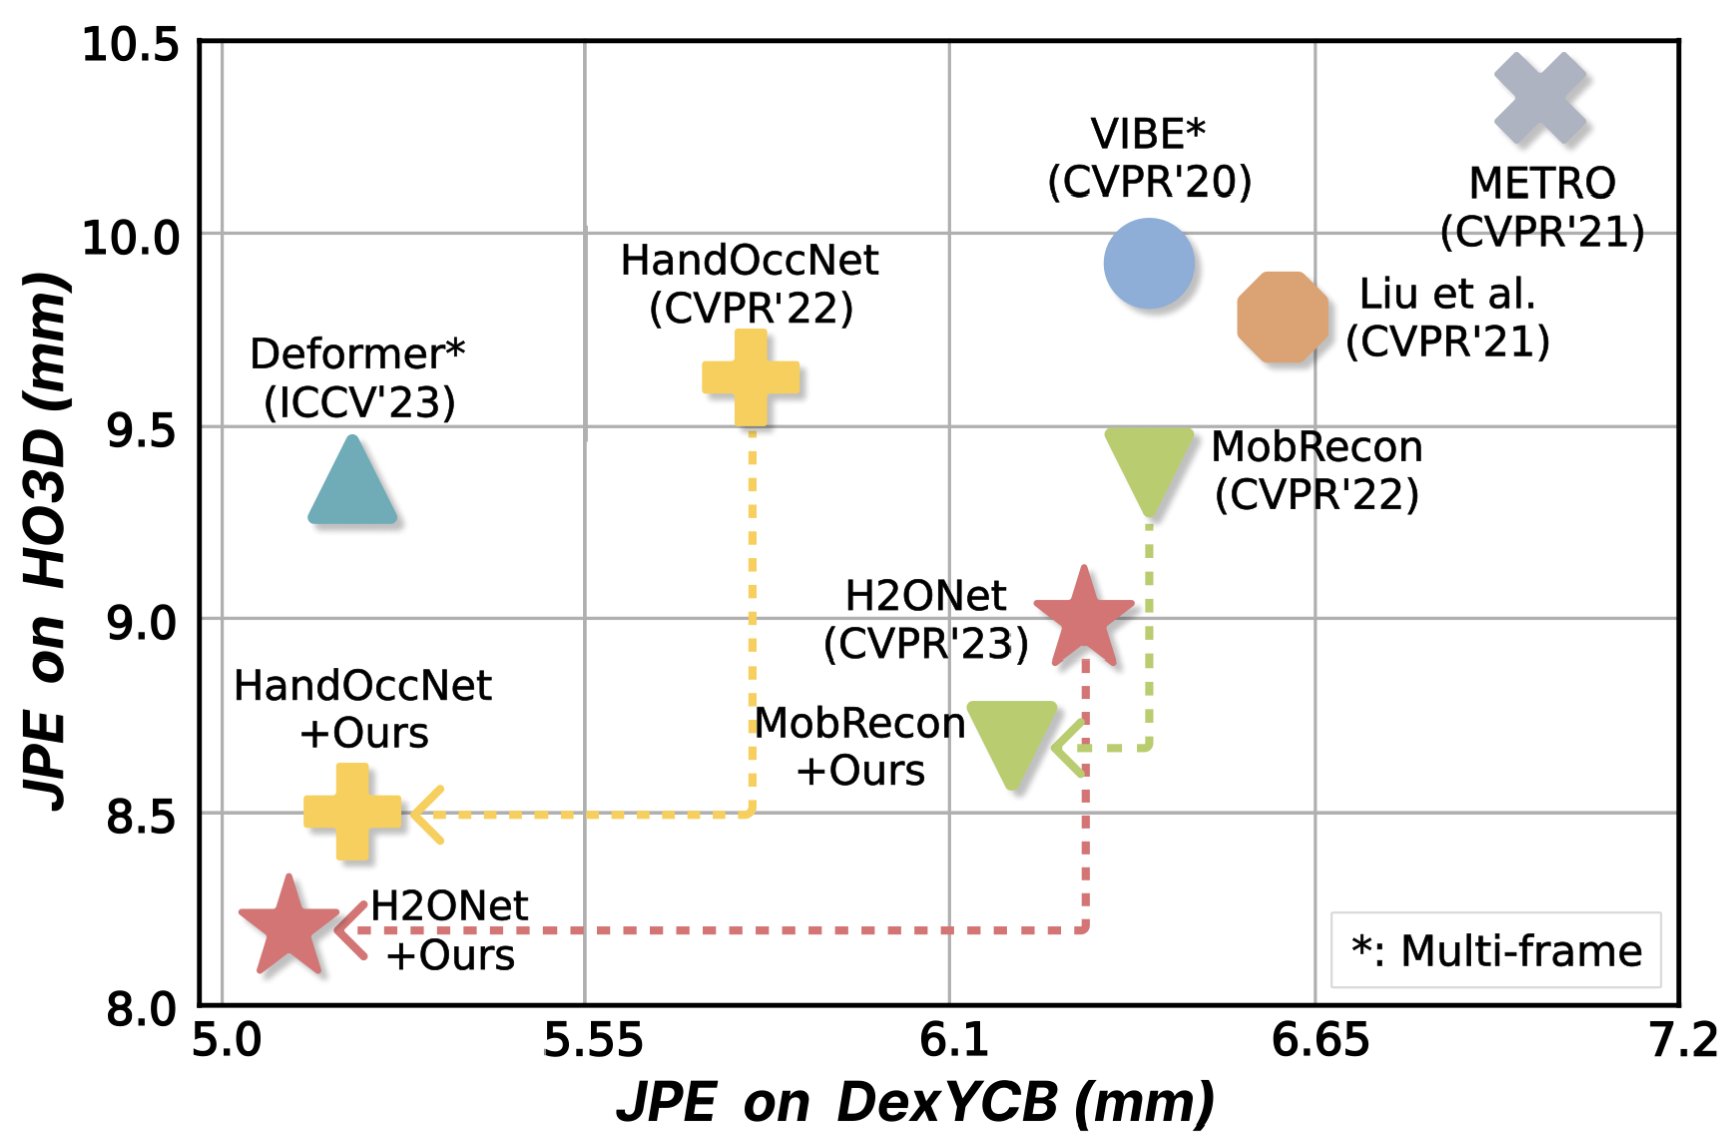 10.5
10.0
9.5
9.0
8.5
8.0
JPE on HO3D (mm)
VIBE*
(CVPR'20)
METRO
(CVPR'21)
HandOccNet
(CVPR'22)
Liu et al.
(CVPR'21)
Deformer*
(ICCV'23)
MobRecon
(CVPR'22)
H2ONet
(CVPR'23)
HandOccNet
+Ours
MobRecon
+Ours
H2ONet
+Ours
*: Multi-frame
5.0
5.55
6.1
6.65
7.2
JPE on DexYCB (mm)